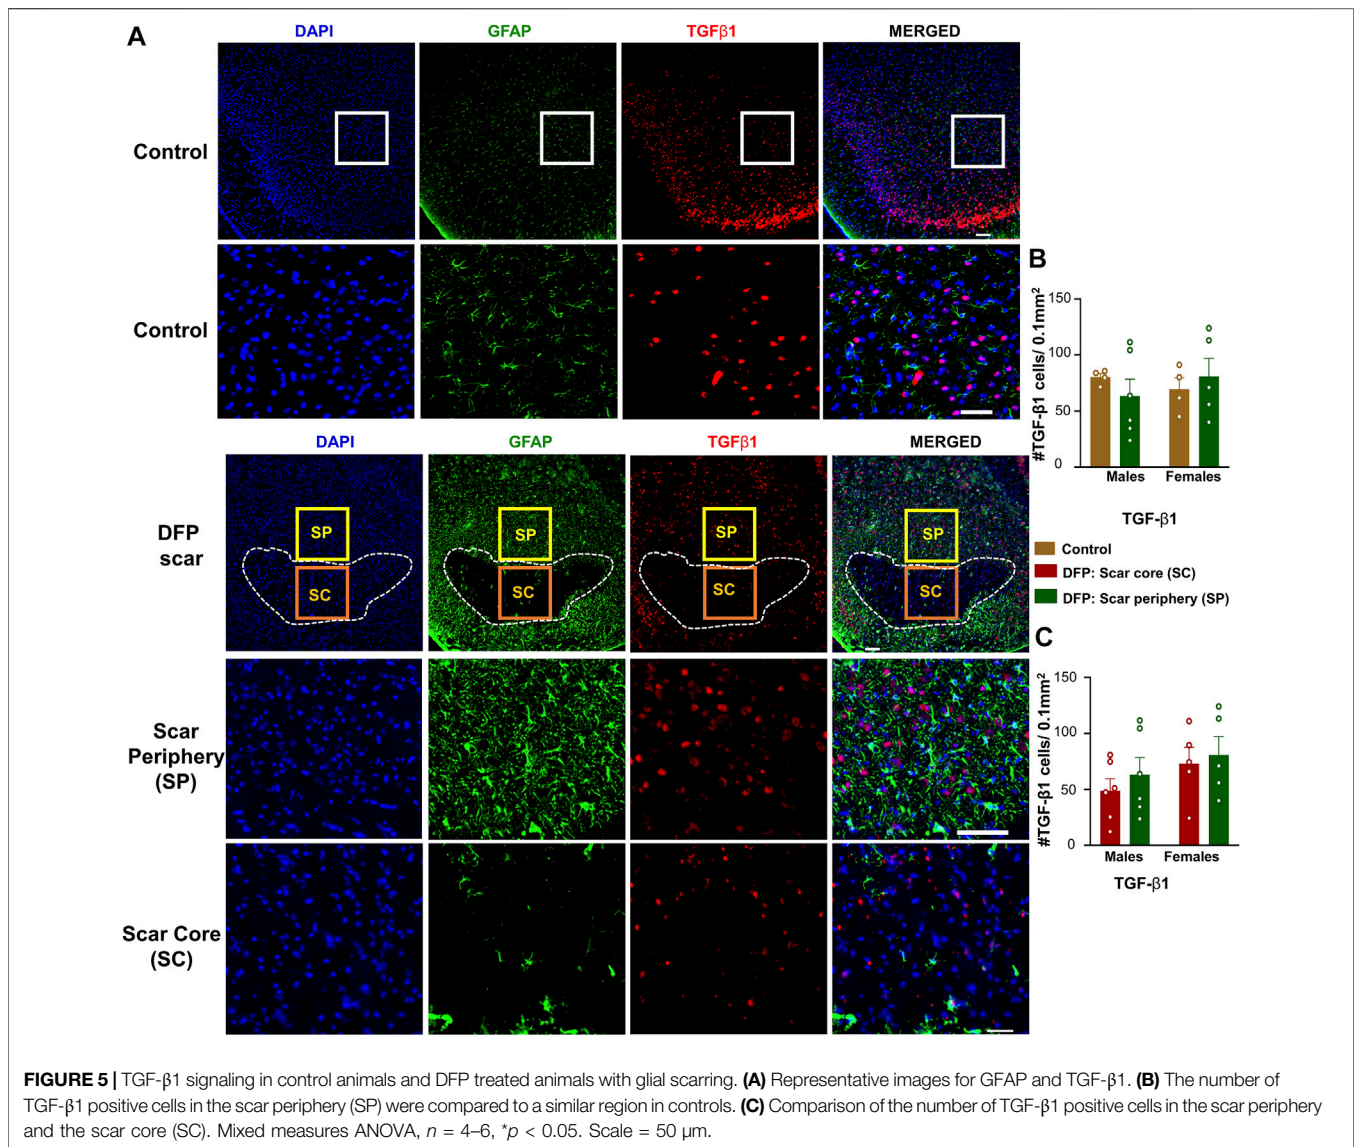 A
DAPI GFAP TGFβ1 MERGED
Control
Control
DAPI GFAP TGFβ1 MERGED
DFP
scar
SP SP SP SP
SC SC SC SC
Scar
Periphery
(SP)
Scar Core
(SC)
B
#TGF-β1 cells/ 0.1mm²
150
100
50
0
Males Females
TGF-β1
Control
DFP: Scar core (SC)
DFP: Scar periphery (SP)
C
#TGF-β1 cells/ 0.1mm²
150
100
50
0
Males Females
TGF-β1
FIGURE 5 | TGF-β1 signaling in control animals and DFP treated animals with glial scarring. (A) Representative images for GFAP and TGF-β1. (B) The number of
TGF-β1 positive cells in the scar periphery (SP) were compared to a similar region in controls. (C) Comparison of the number of TGF-β1 positive cells in the scar periphery
and the scar core (SC). Mixed measures ANOVA, n = 4–6, *p < 0.05. Scale = 50 μm.